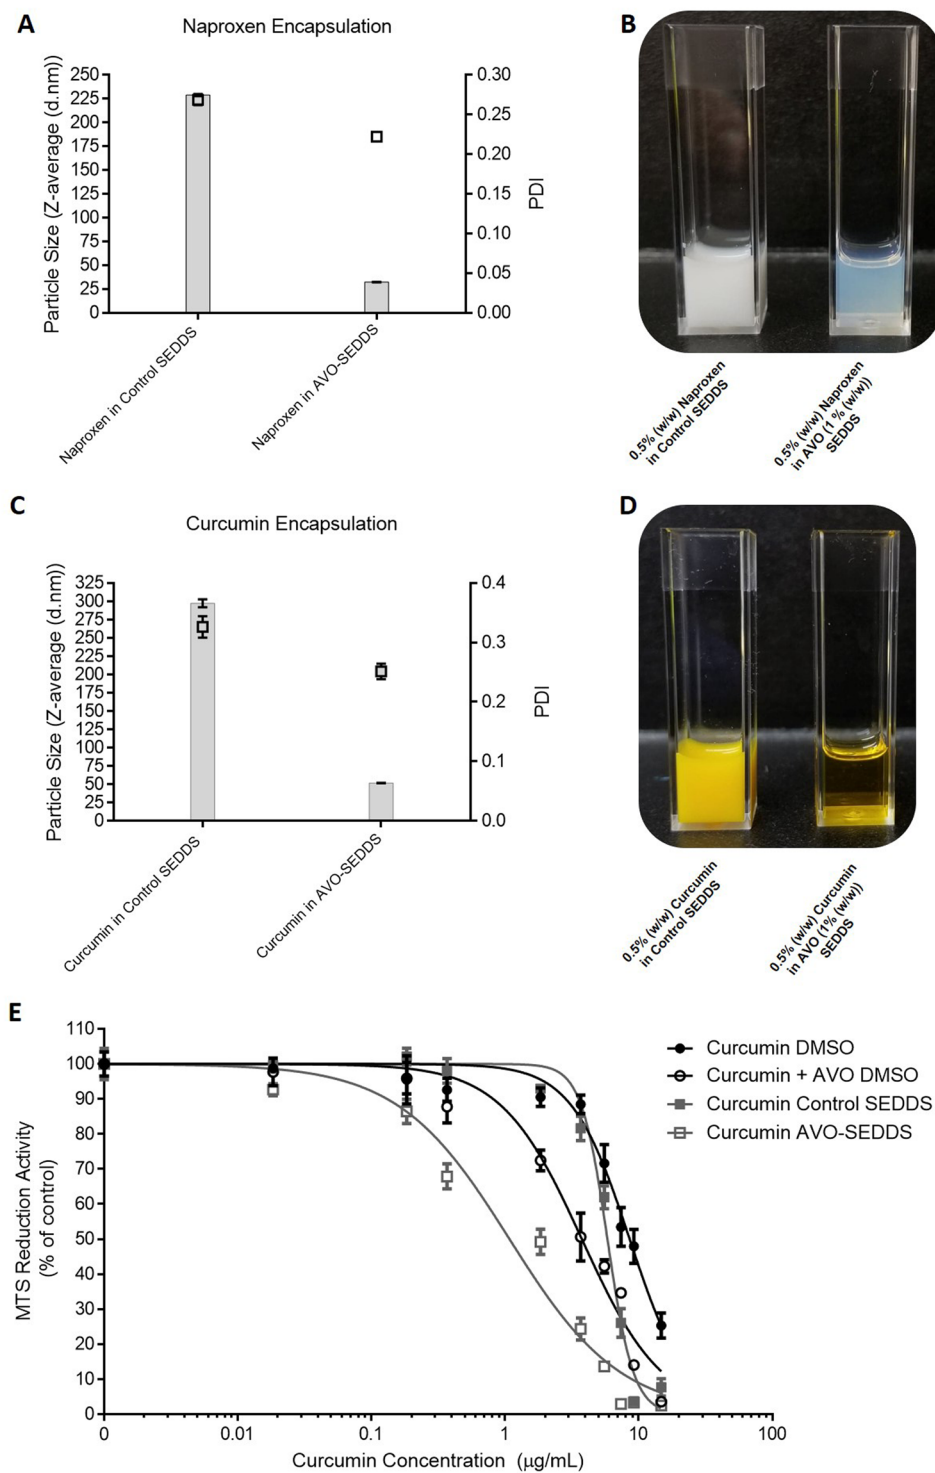 A
Naproxen Encapsulation
Particle Size (Z-average (d.nm))
250
225
200
175
150
125
100
75
50
25
0
0.30
0.25
0.20
0.15
0.10
0.05
0.00
PDI
Naproxen in Control SEDDS
Naproxen in AVO-SEDDS
B
0.5% (w/w) Naproxen
in Control SEDDS
0.5% (w/w) Naproxen
in AVO (1 % (w/w))
SEDDS
C
Curcumin Encapsulation
Particle Size (Z-average (d.nm))
325
300
275
250
225
200
175
150
125
100
75
50
25
0
0.4
0.3
0.2
0.1
0.0
PDI
Curcumin in Control SEDDS
Curcumin in AVO-SEDDS
D
0.5% (w/w) Curcumin
in Control SEDDS
0.5% (w/w) Curcumin
in AVO (1% (w/w))
SEDDS
E
MTS Reduction Activity
(% of control)
110
100
90
80
70
60
50
40
30
20
10
0
0 0.01 0.1 1 10 100
Curcumin Concentration (µg/mL)
Curcumin DMSO
Curcumin + AVO DMSO
Curcumin Control SEDDS
Curcumin AVO-SEDDS